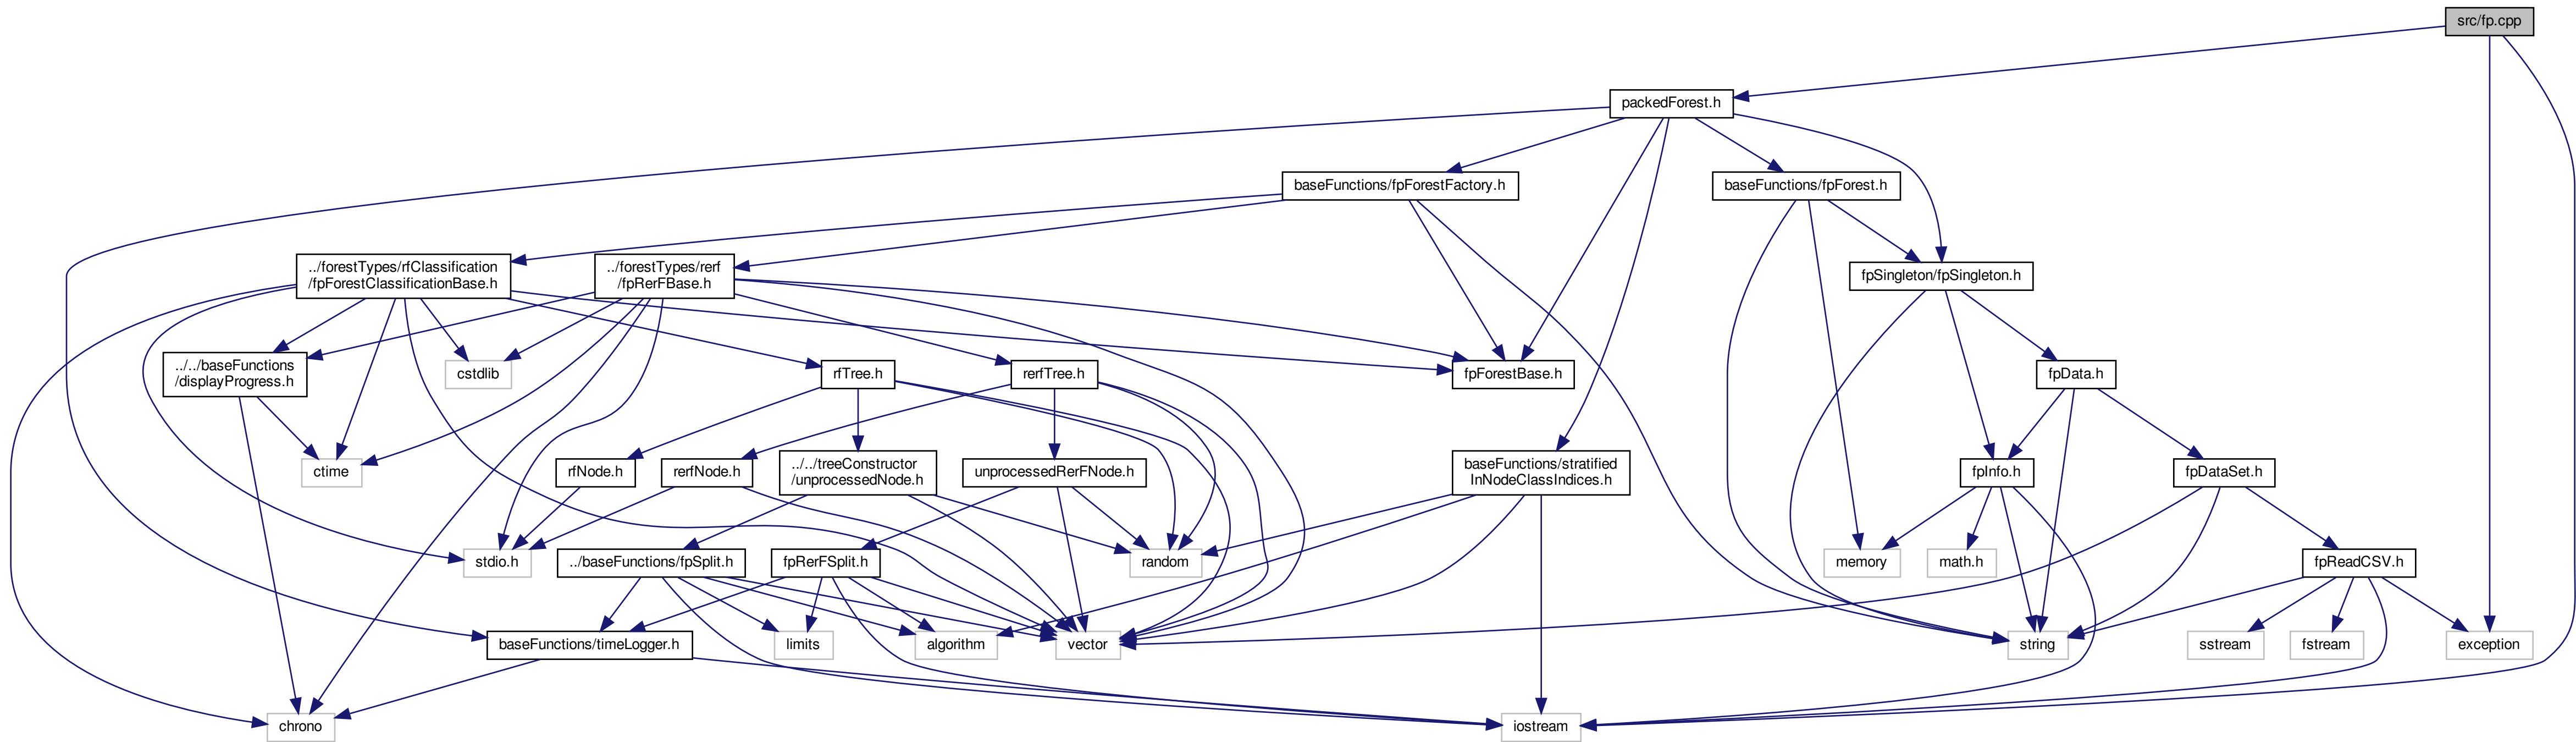 src/fp.cpp
packedForest.h
baseFunctions/fpForestFactory.h
baseFunctions/fpForest.h
../forestTypes/rfClassification
/fpForestClassificationBase.h
../forestTypes/rerf
/fpRerFBase.h
fpSingleton/fpSingleton.h
../../baseFunctions
/displayProgress.h
cstdlib
rfTree.h
rerfTree.h
fpForestBase.h
fpData.h
ctime
rfNode.h
rerfNode.h
../../treeConstructor
/unprocessedNode.h
unprocessedRerFNode.h
baseFunctions/stratified
InNodeClassIndices.h
fpInfo.h
fpDataSet.h
stdio.h
../baseFunctions/fpSplit.h
fpRerFSplit.h
random
memory
math.h
fpReadCSV.h
baseFunctions/timeLogger.h
limits
algorithm
vector
string
sstream
fstream
exception
chrono
iostream